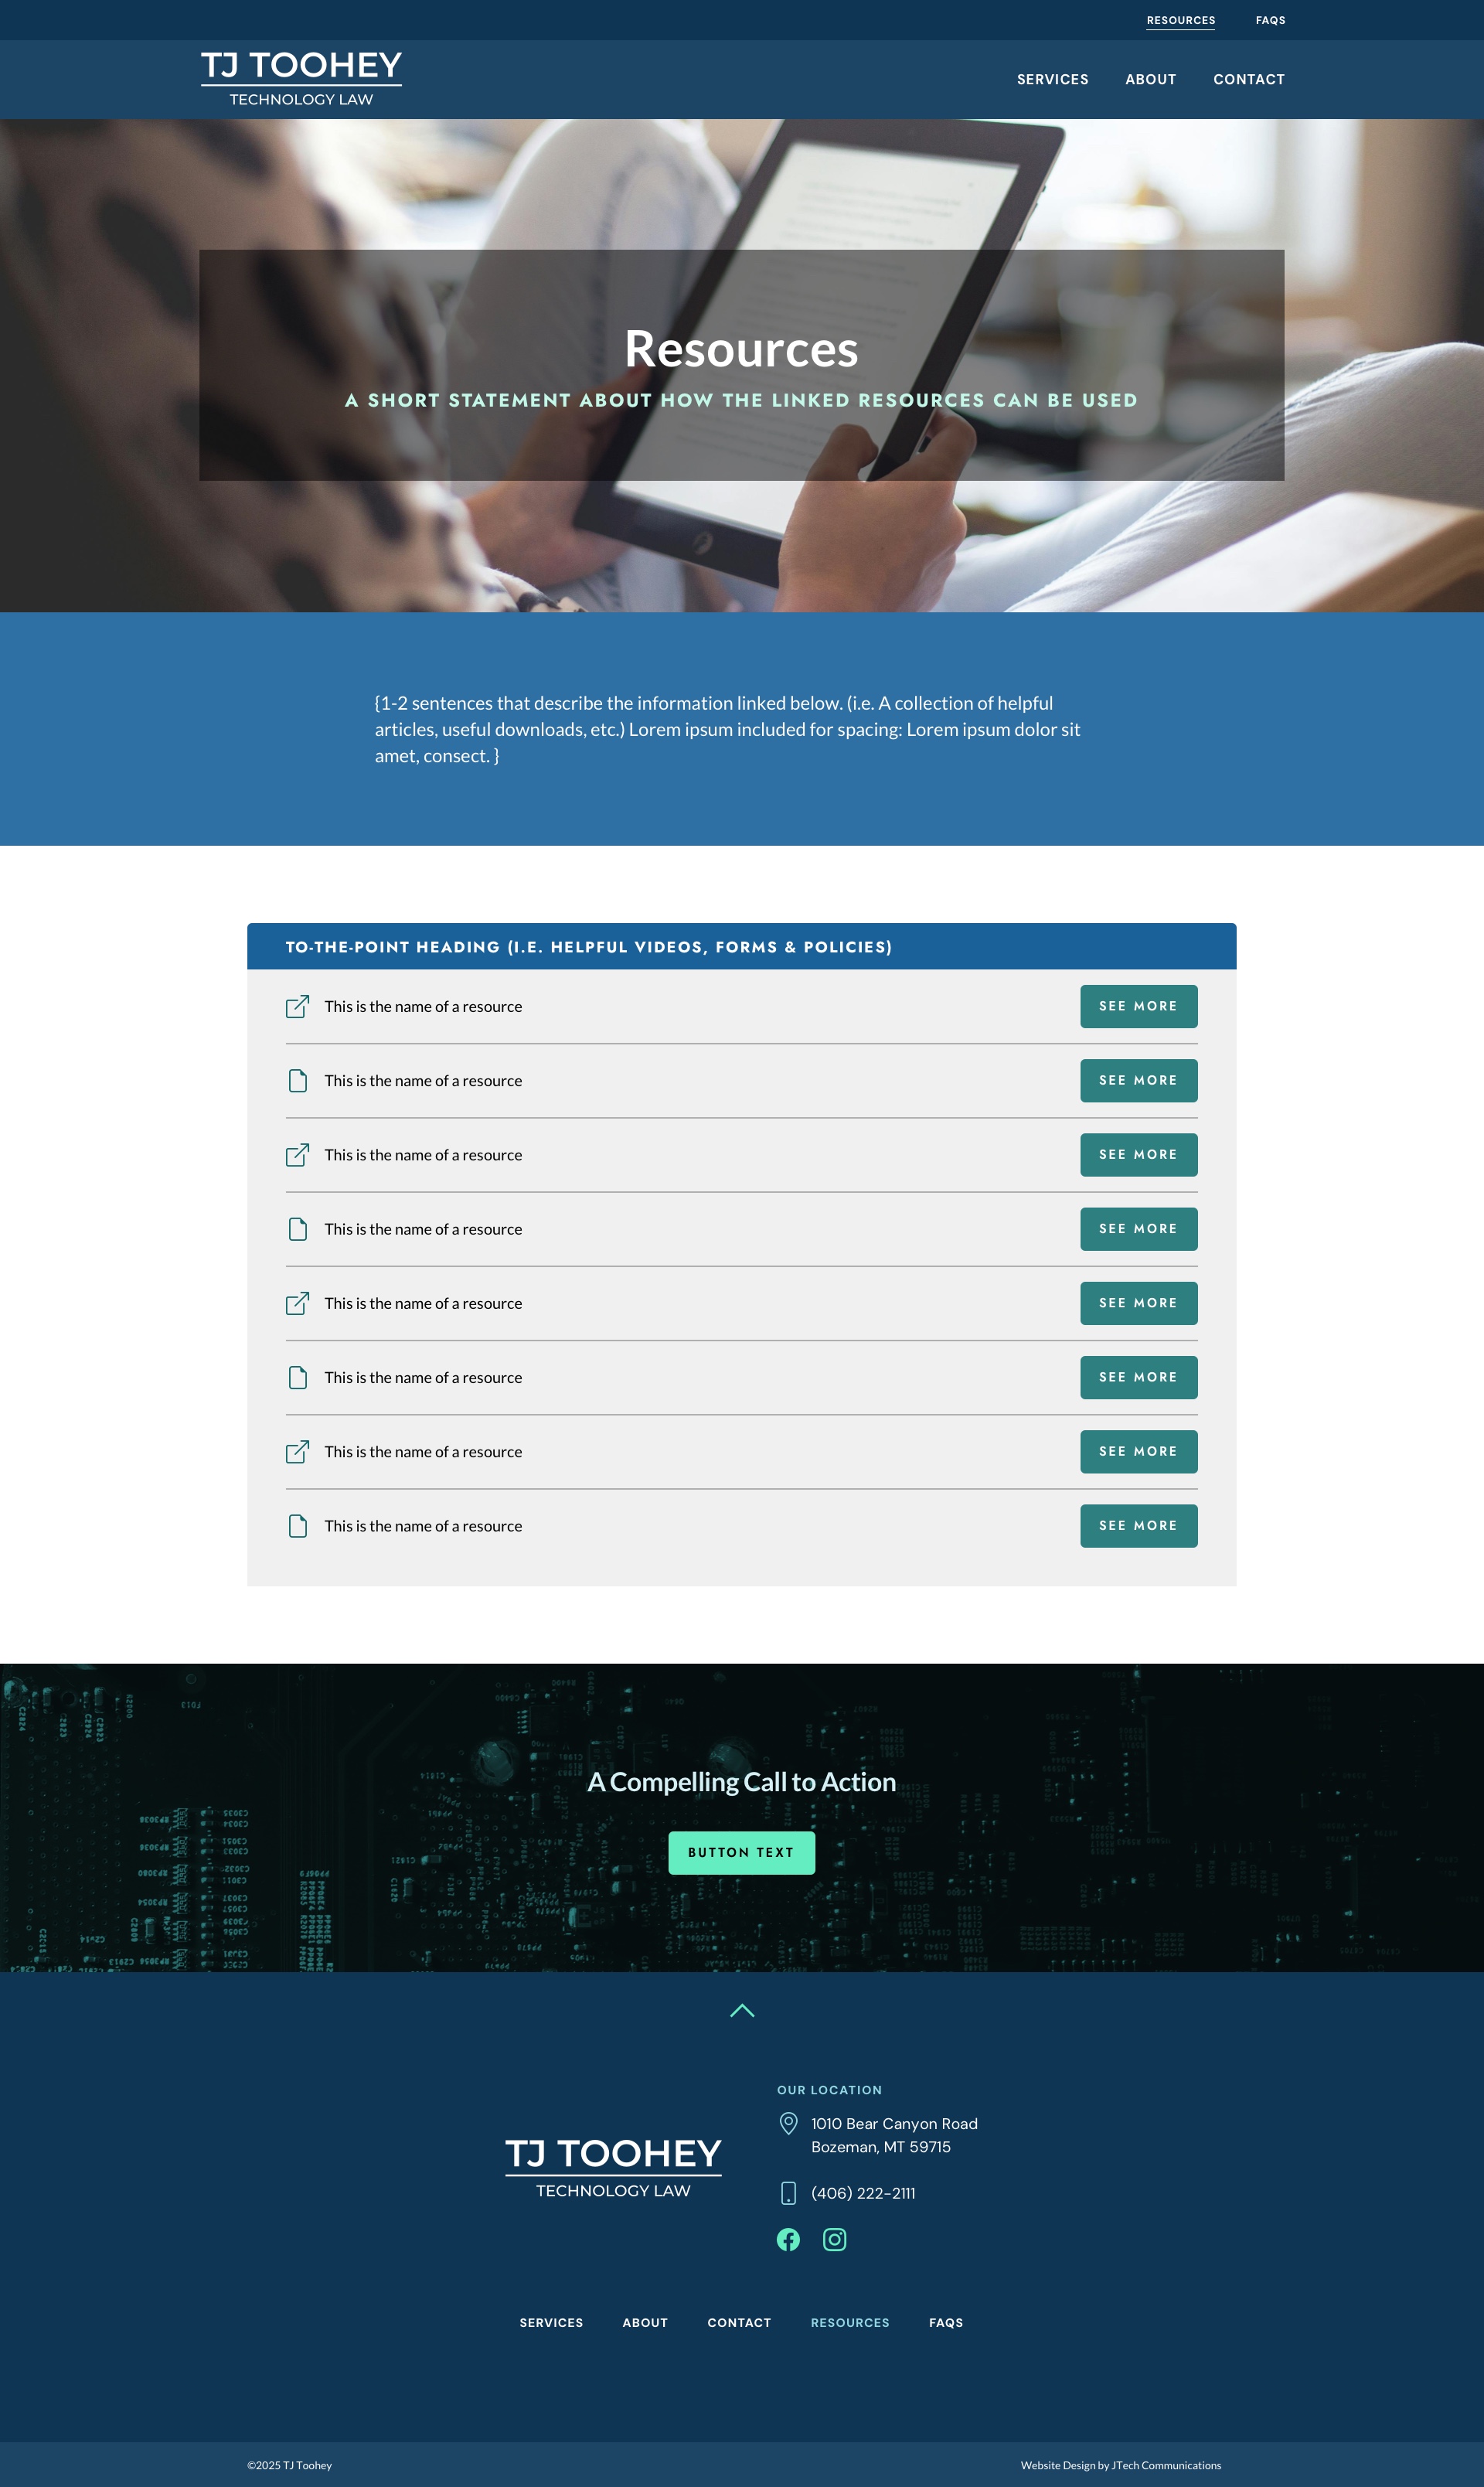 RESOURCES FAQS
TJ TOOHEY
TECHNOLOGY LAW
SERVICES ABOUT CONTACT
Resources
A SHORT STATEMENT ABOUT HOW THE LINKED RESOURCES CAN BE USED
{1-2 sentences that describe the information linked below. (i.e. A collection of helpful
articles, useful downloads, etc.) Lorem ipsum included for spacing: Lorem ipsum dolor sit
amet, consect. }
TO-THE-POINT HEADING (I.E. HELPFUL VIDEOS, FORMS & POLICIES)
This is the name of a resource SEE MORE
This is the name of a resource SEE MORE
This is the name of a resource SEE MORE
This is the name of a resource SEE MORE
This is the name of a resource SEE MORE
This is the name of a resource SEE MORE
This is the name of a resource SEE MORE
This is the name of a resource SEE MORE
A Compelling Call to Action
BUTTON TEXT
TJ TOOHEY
TECHNOLOGY LAW
OUR LOCATION
1010 Bear Canyon Road
Bozeman, MT 59715
(406) 222-2111
SERVICES ABOUT CONTACT RESOURCES FAQS
©2025 TJ Toohey Website Design by JTech Communications